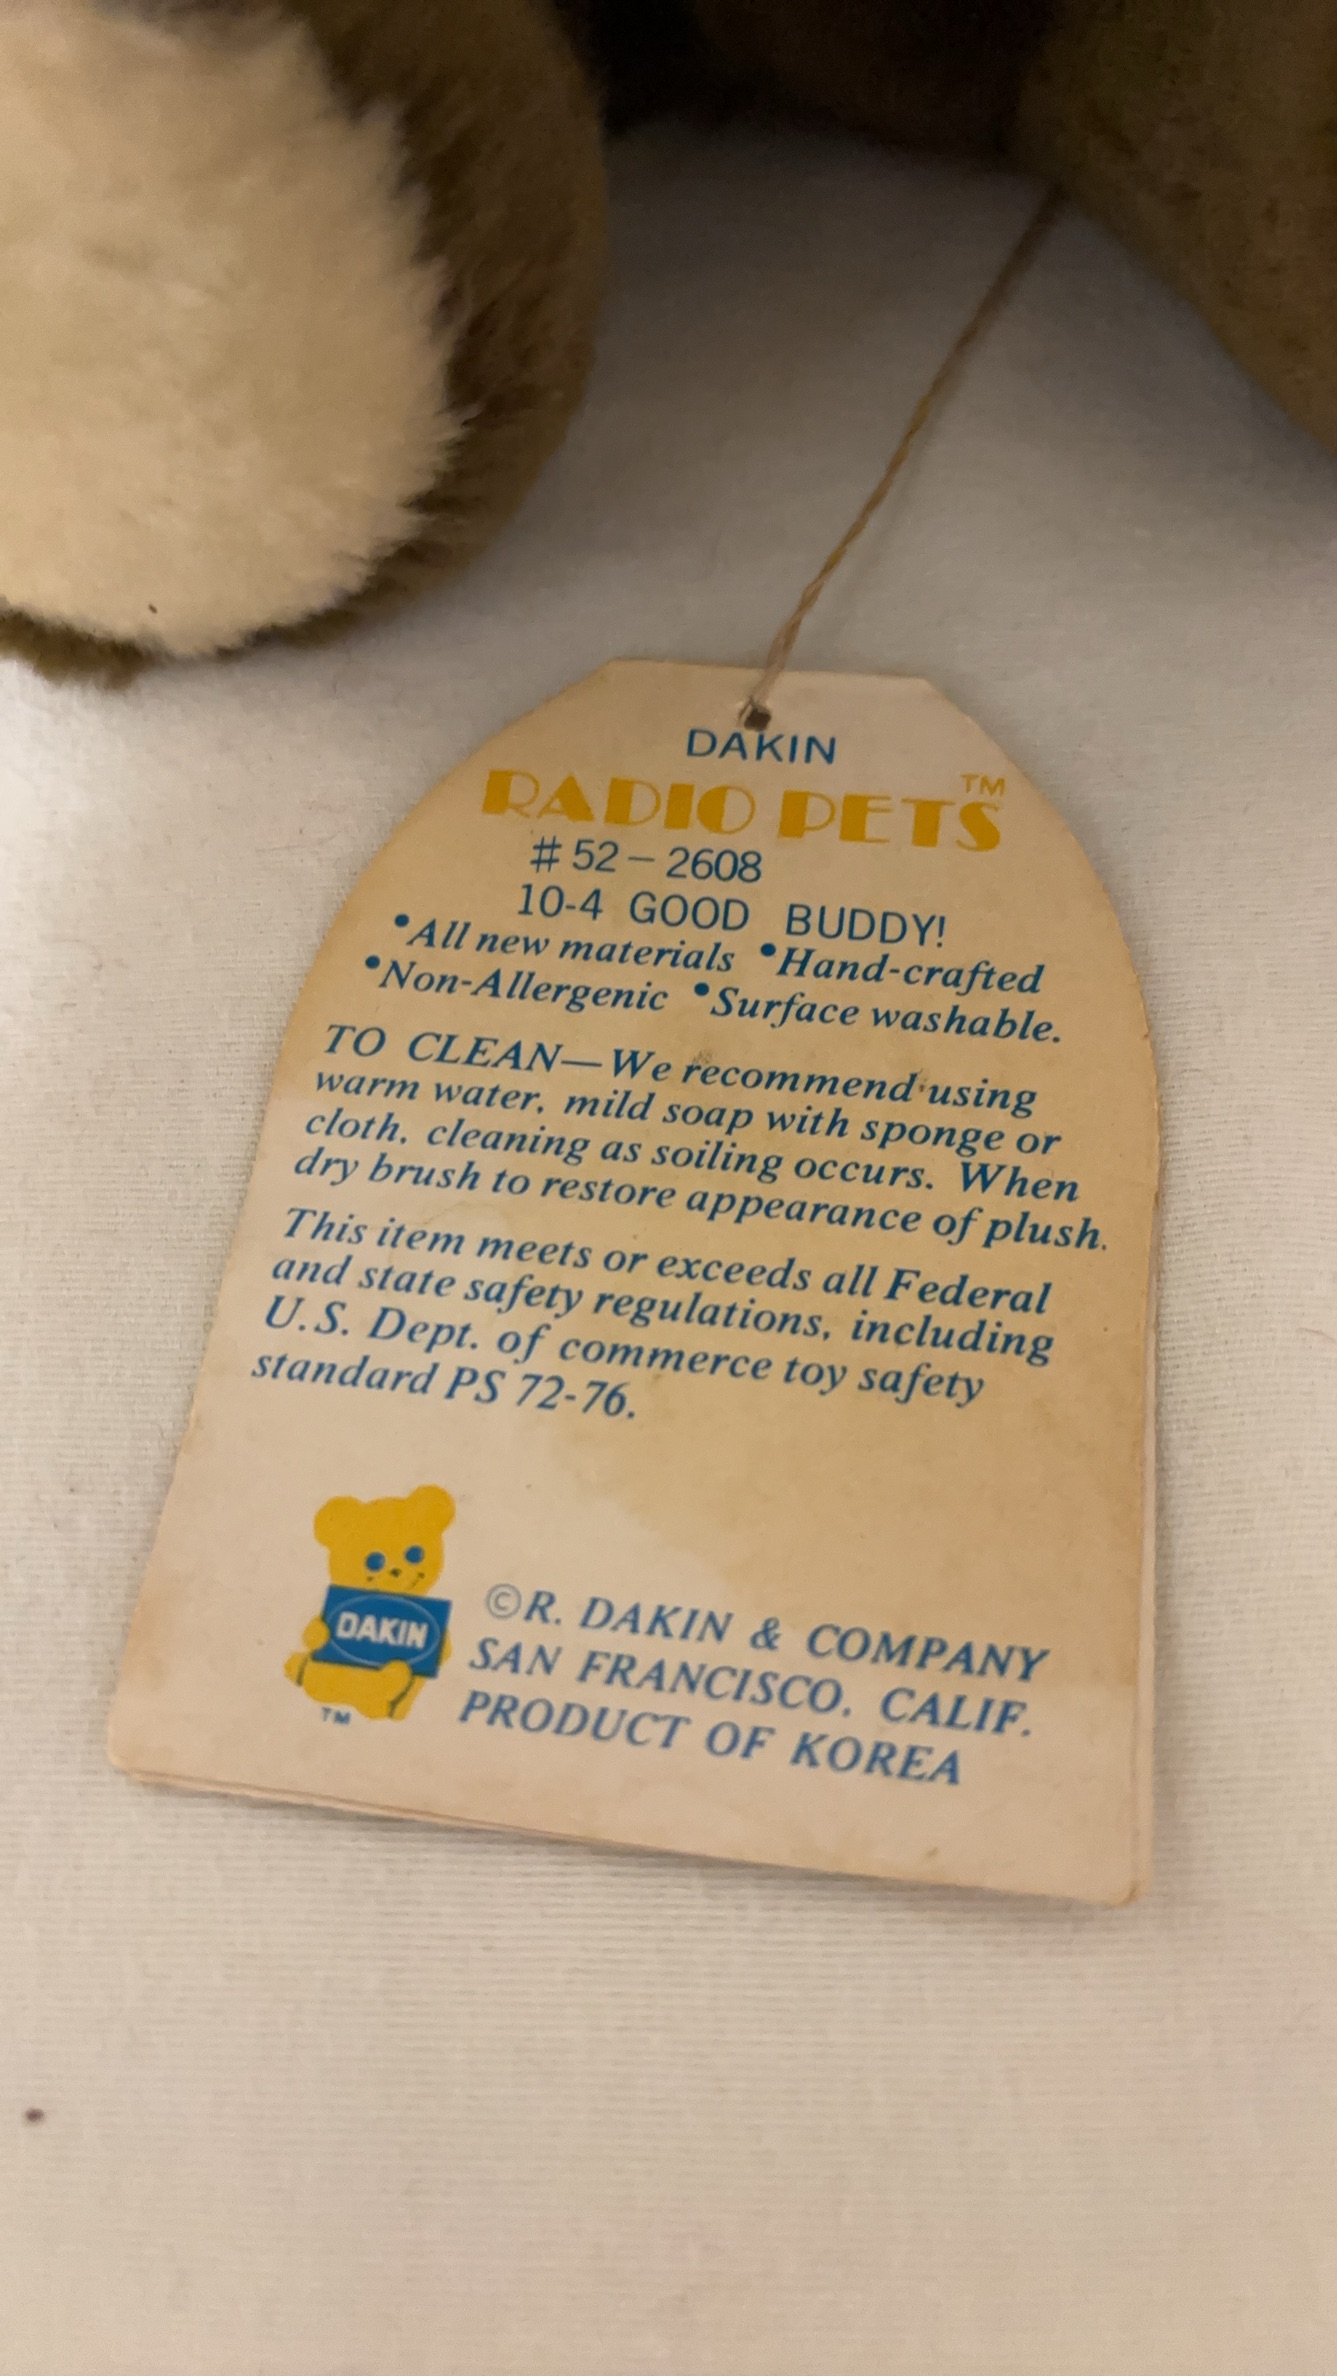 DAKIN
RADIO PETS™
#52-2608
10-4 GOOD BUDDY!
•All new materials •Hand-crafted
•Non-Allergenic •Surface washable.
TO CLEAN—We recommend using
warm water, mild soap with sponge or
cloth, cleaning as soiling occurs. When
dry brush to restore appearance of plush.
This item meets or exceeds all Federal
and state safety regulations, including
U.S. Dept. of commerce toy safety
standard PS 72-76.
DAKIN
TM
©R. DAKIN & COMPANY
SAN FRANCISCO, CALIF.
PRODUCT OF KOREA